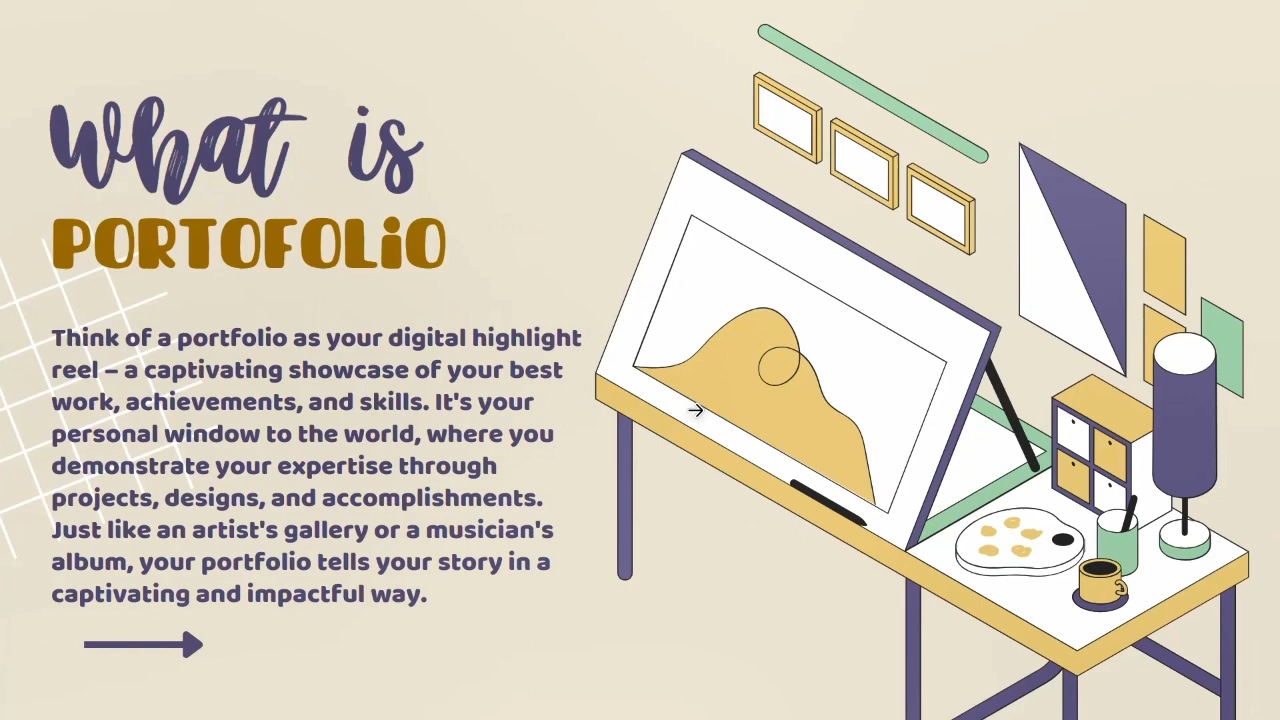 What is
PORTOFOLiO
Think of a portfolio as your digital highlight
reel – a captivating showcase of your best
work, achievements, and skills. It's your
personal window to the world, where you
demonstrate your expertise through
projects, designs, and accomplishments.
Just like an artist's gallery or a musician's
album, your portfolio tells your story in a
captivating and impactful way.